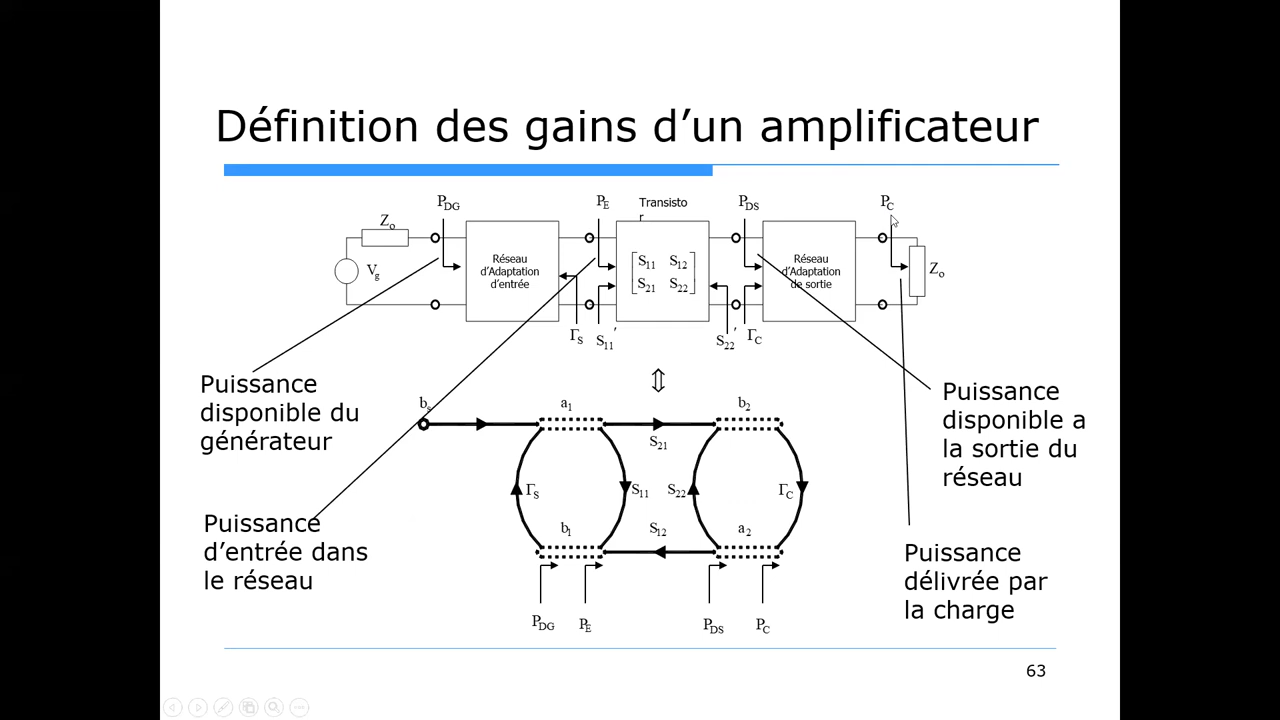 Définition des gains d’un amplificateur
P_DG
P_E
Transisto
r
P_DS
P_C
Z_o
V_g
Réseau
d’Adaptation
d’entrée
S_11 S_12
S_21 S_22
Réseau
d’Adaptation
de sortie
Z_o
Γ_S
S_11′
S_22′
Γ_C
Puissance
disponible du
générateur
Puissance
d’entrée dans
le réseau
Puissance
disponible a
la sortie du
réseau
Puissance
délivrée par
la charge
b_s
a_1
b_2
S_21
Γ_S
S_11
S_22
Γ_C
b_1
S_12
a_2
P_DG
P_E
P_DS
P_C
63